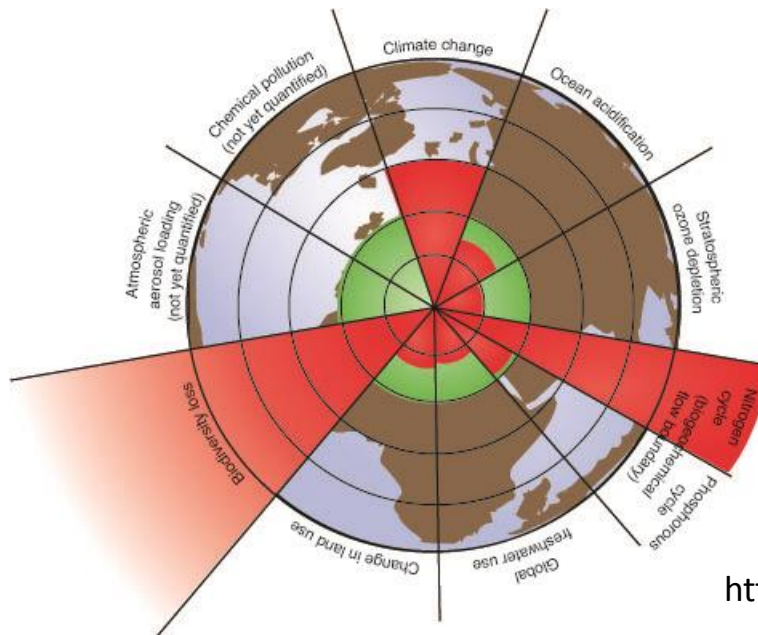 Climate change
Ocean acidification
Stratospheric
ozone depletion
Nitrogen
cycle
(biogeochemical
flow boundary)
Phosphorous
cycle
Global
freshwater use
Change in land use
Biodiversity loss
Atmospheric
aerosol loading
(not yet quantified)
Chemical pollution
(not yet quantified)
htt